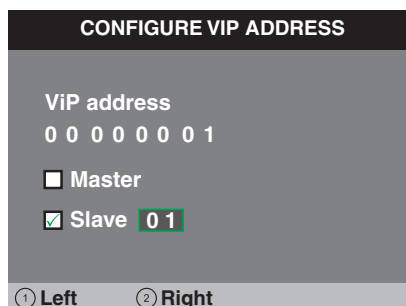 CONFIGURE VIP ADDRESS
ViP address
0 0 0 0 0 0 0 1
Master
Slave 0 1
1 Left 2 Right